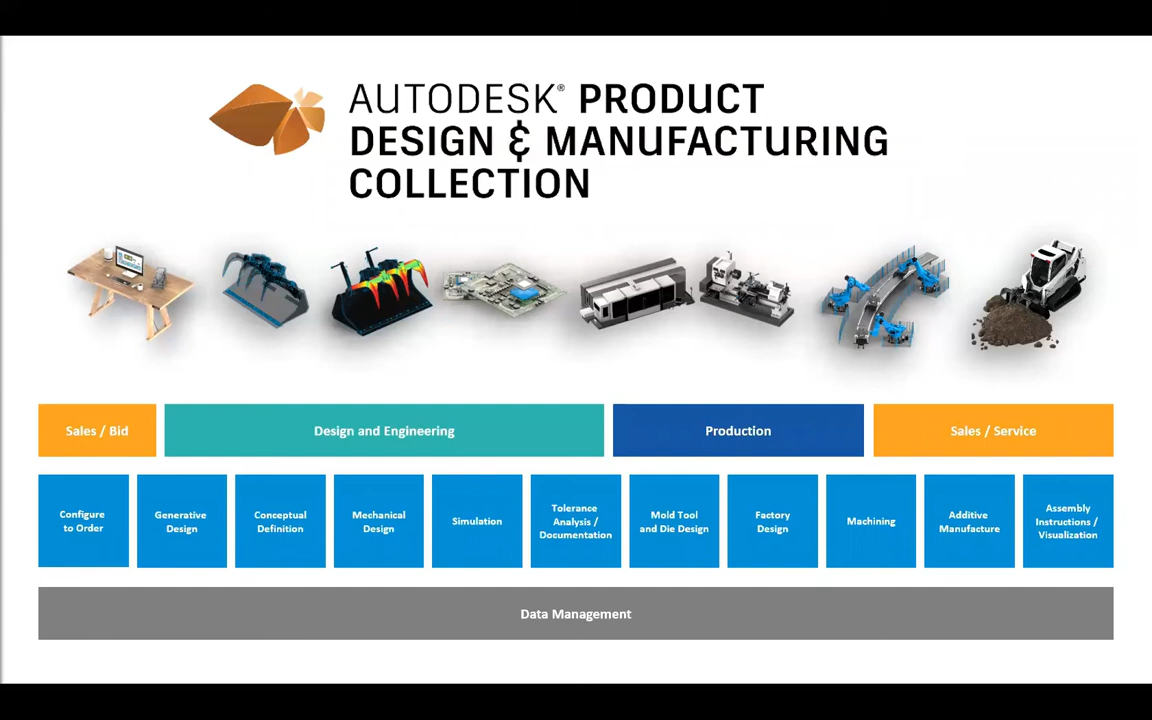 AUTODESK® PRODUCT
DESIGN & MANUFACTURING
COLLECTION
Sales / Bid
Design and Engineering
Production
Sales / Service
Configure
to Order
Generative
Design
Conceptual
Definition
Mechanical
Design
Simulation
Tolerance
Analysis /
Documentation
Mold Tool
and Die Design
Factory
Design
Machining
Additive
Manufacture
Assembly
Instructions /
Visualization
Data Management